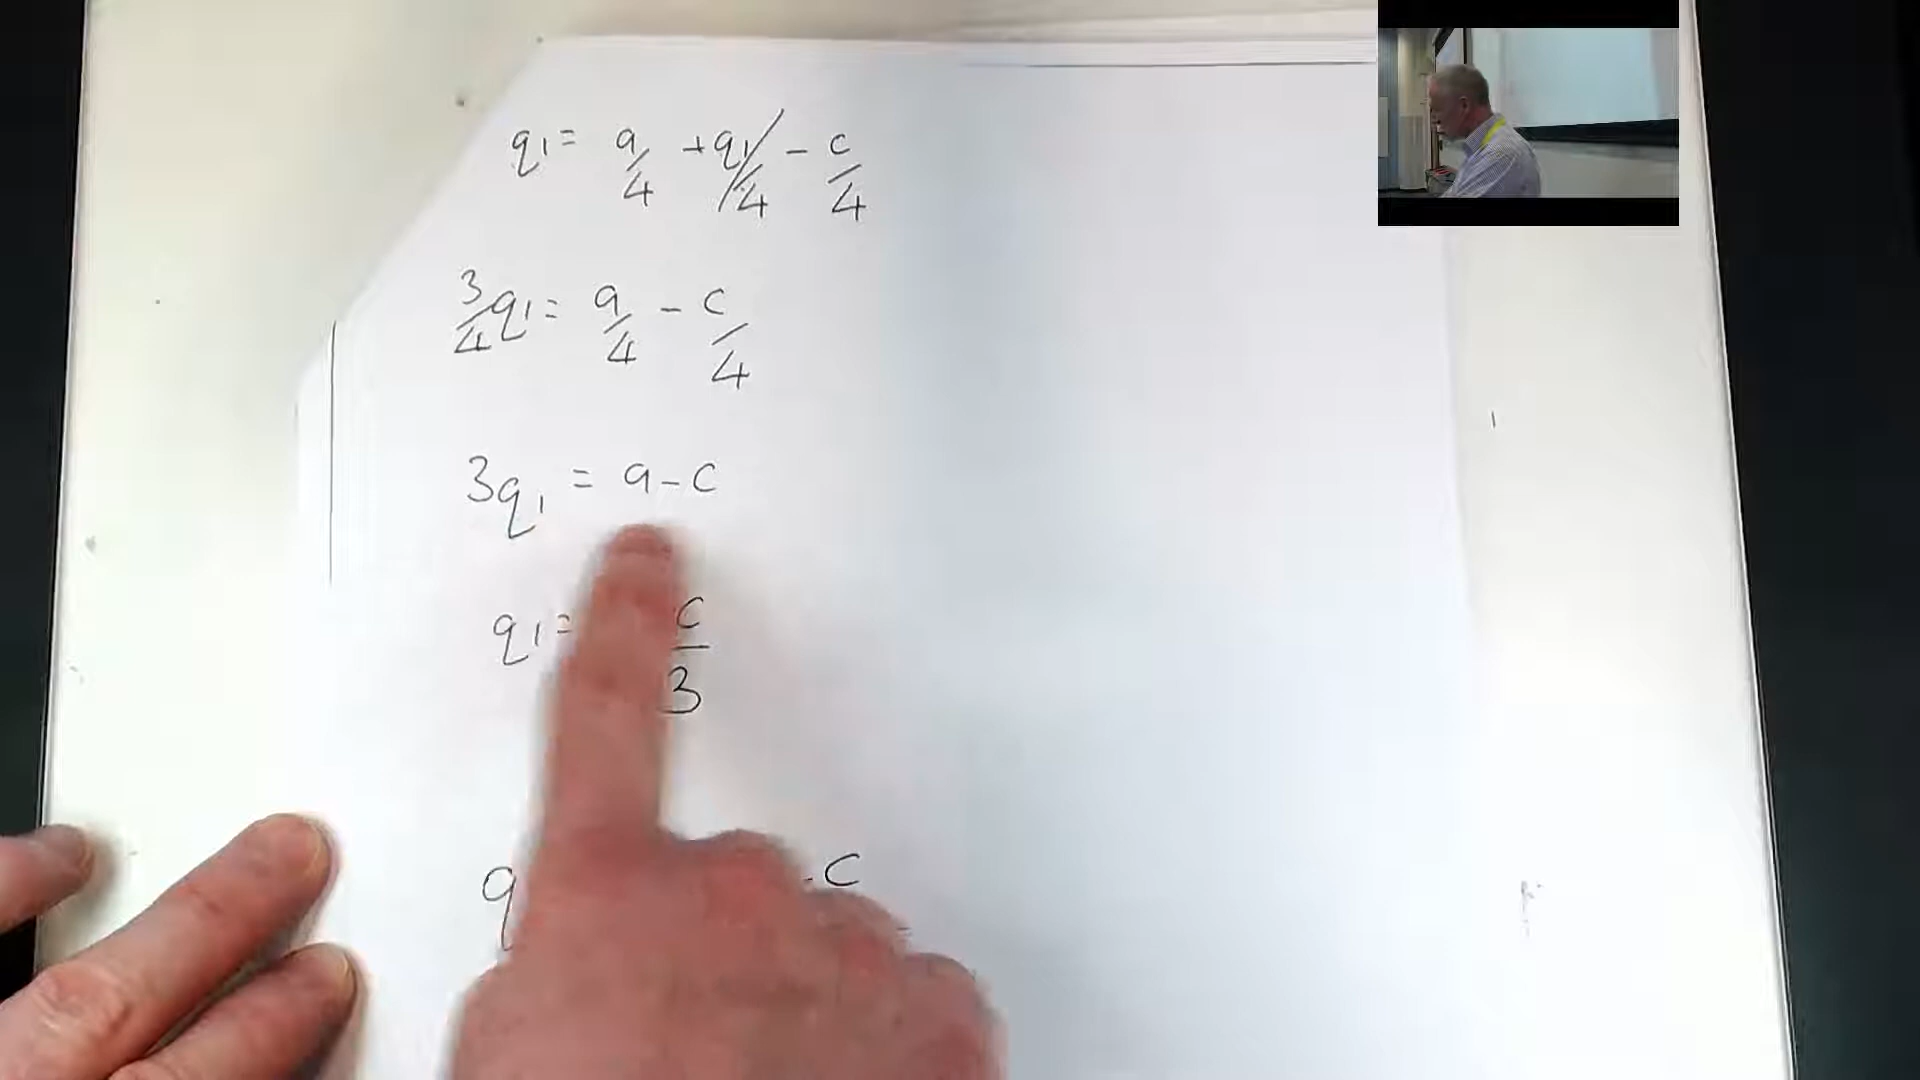 q1 = a/4 + q1/4 - c/4
3/4 q1 = a/4 - c/4
3q1 = a - c
q1 = c/3
q - c